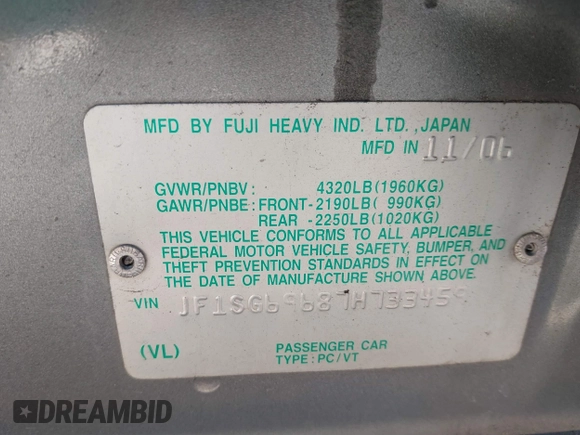 MFD BY FUJI HEAVY IND. LTD.,JAPAN
MFD IN 11/06
GVWR/PNBV: 4320LB(1960KG)
GAWR/PNBE: FRONT-2190LB( 990KG)
REAR -2250LB(1020KG)
THIS VEHICLE CONFORMS TO ALL APPLICABLE
FEDERAL MOTOR VEHICLE SAFETY, BUMPER, AND
THEFT PREVENTION STANDARDS IN EFFECT ON
THE DATE OF MANUFACTURE SHOWN ABOVE.
VIN JF1SG69687H733459
(VL) PASSENGER CAR
TYPE:PC/VT
DREAMBID